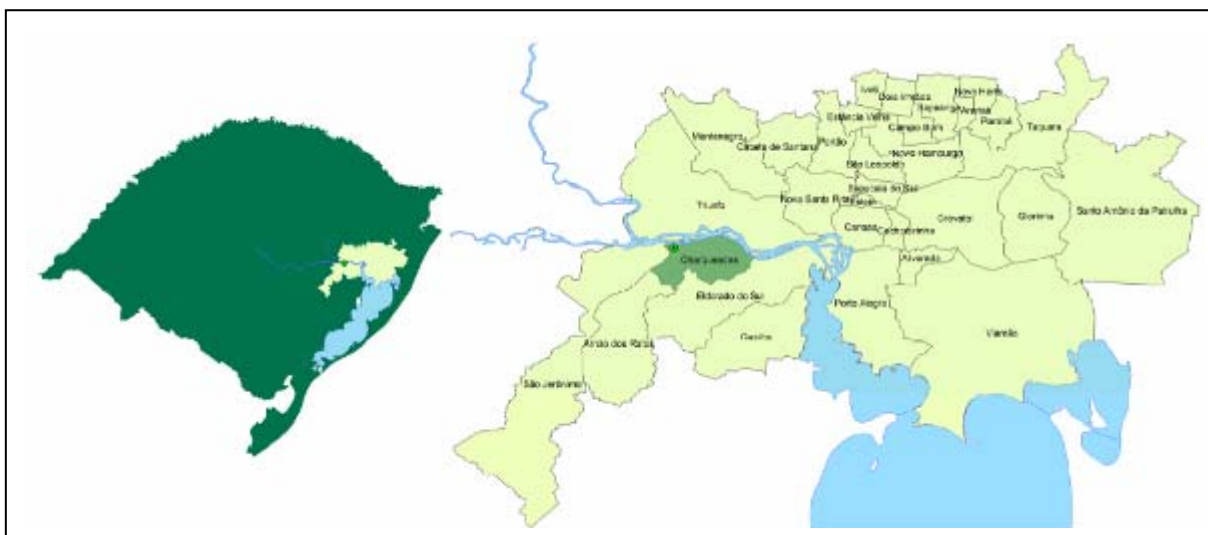 Ivoti
Dois Irmãos
Nova Hartz
Sapiranga
Araricá
Estância Velha
Campo Bom
Parobé
Taquara
Montenegro
Capela de Santana
Portão
Novo Hamburgo
São Leopoldo
Sapucaia do Sul
Esteio
Triunfo
Nova Santa Rita
Gravataí
Glorinha
Santo Antônio da Patrulha
Canoas
Cachoeirinha
Charqueadas
Alvorada
Eldorado do Sul
Porto Alegre
Viamão
Guaíba
Arroio dos Ratos
São Jerônimo